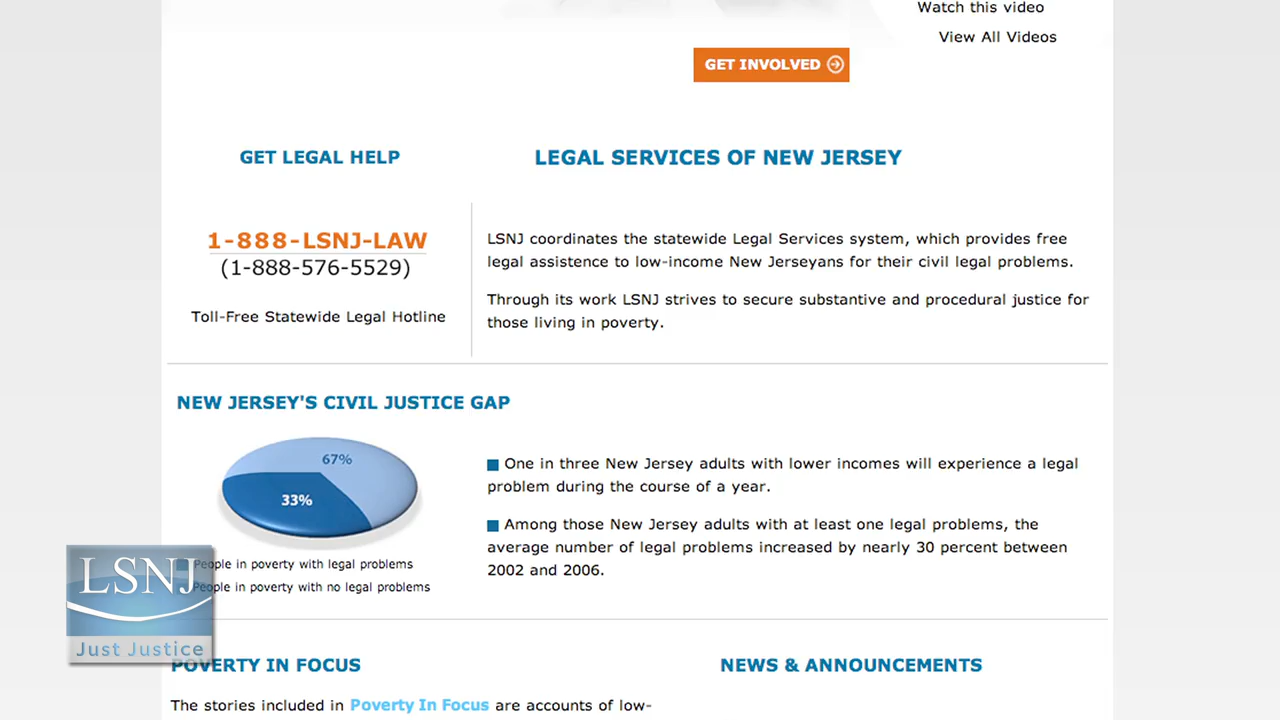 Watch this video
View All Videos
GET INVOLVED
GET LEGAL HELP
LEGAL SERVICES OF NEW JERSEY
1-888-LSNJ-LAW
(1-888-576-5529)
Toll-Free Statewide Legal Hotline
LSNJ coordinates the statewide Legal Services system, which provides free
legal assistance to low-income New Jerseyans for their civil legal problems.
Through its work LSNJ strives to secure substantive and procedural justice for
those living in poverty.
NEW JERSEY'S CIVIL JUSTICE GAP
67%
33%
People in poverty with legal problems
People in poverty with no legal problems
One in three New Jersey adults with lower incomes will experience a legal
problem during the course of a year.
Among those New Jersey adults with at least one legal problems, the
average number of legal problems increased by nearly 30 percent between
2002 and 2006.
LSNJ
Just Justice
POVERTY IN FOCUS
The stories included in Poverty In Focus are accounts of low-
NEWS & ANNOUNCEMENTS